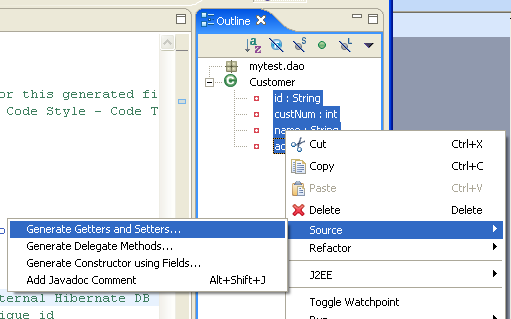 Outline
or this generated fi
Code Style - Code T
mytest.dao
Customer
id : String
custNum : int
name : String
Cut Ctrl+X
Copy Ctrl+C
Paste Ctrl+V
Delete Delete
Source
Refactor
J2EE
Toggle Watchpoint
Generate Getters and Setters...
Generate Delegate Methods...
Generate Constructor using Fields...
Add Javadoc Comment Alt+Shift+J
ternal Hibernate DB
ique id